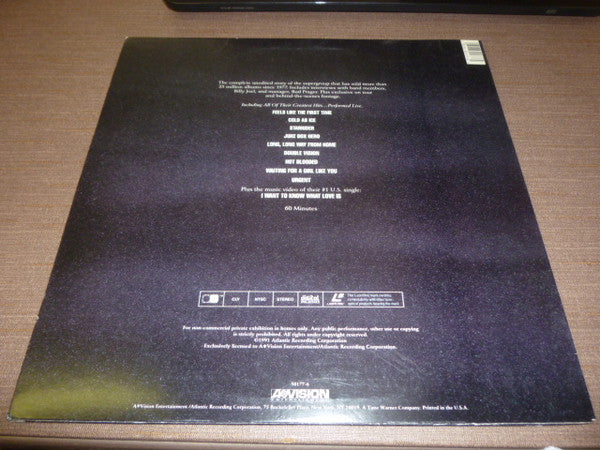 The complete uncedited story of the supergroup that has sold more than
25 million albums since 1977. Includes interviews with band members,
Billy Joel, and manager, Bud Prager. Plus exclusive on tour
and behind-the-scenes footage.
Including All Of Their Greatest Hits...Performed Live.
FEELS LIKE THE FIRST TIME
COLD AS ICE
STARRIDER
JUKE BOX HERO
LONG, LONG WAY FROM HOME
DOUBLE VISION
HOT BLOODED
WAITING FOR A GIRL LIKE YOU
URGENT
Plus the music video of their #1 U.S. single:
I WANT TO KNOW WHAT LOVE IS
60 Minutes
CLV
NTSC
STEREO
digital
For non-commercial private exhibition in homes only. Any public performance, other use or copying
is strictly prohibited. All rights under copyright reserved.
©1991 Atlantic Recording Corporation
Exclusively licensed to A*Vision Entertainment/Atlantic Recording Corporation.
50177-6
A*VISION
A*Vision Entertainment/Atlantic Recording Corporation, 75 Rockefeller Plaza, New York, NY 10019. A Time Warner Company. Printed in the U.S.A.